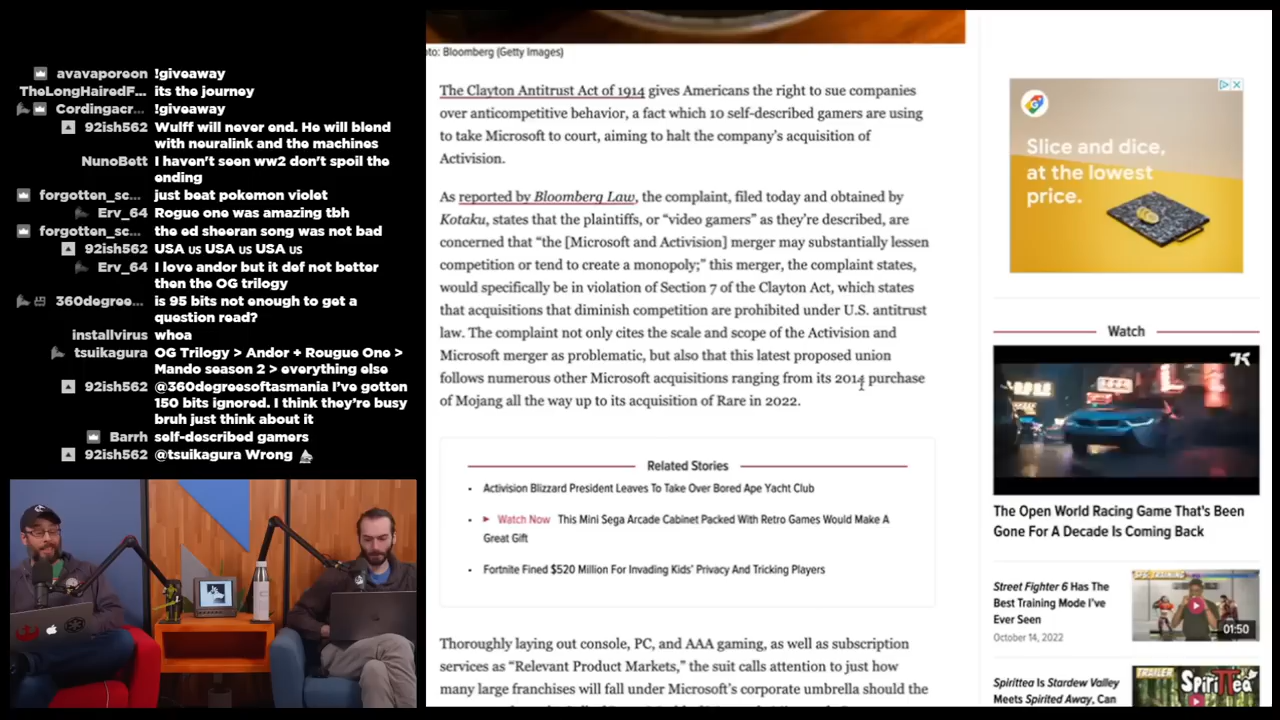 avavaporeon !giveaway
TheLongHairedF... its the journey
Cordingacr... !giveaway
92ish562 Wulff will never end. He will blend
with neuralink and the machines
NunoBett I haven't seen ww2 don't spoil the
ending
forgotten_sc... just beat pokemon violet
Erv_64 Rogue one was amazing tbh
forgotten_sc... the ed sheeran song was not bad
92ish562 USA us USA us USA us
Erv_64 I love andor but it def not better
then the OG trilogy
360degree... is 95 bits not enough to get a
question read?
installvirus whoa
tsuikagura OG Trilogy > Andor + Rougue One >
Mando season 2 > everything else
92ish562 @360degreesoftasmania I've gotten
150 bits ignored. I think they're busy
bruh just think about it
Barrh self-described gamers
92ish562 @tsuikagura Wrong
oto: Bloomberg (Getty Images)
The Clayton Antitrust Act of 1914 gives Americans the right to sue companies
over anticompetitive behavior, a fact which 10 self-described gamers are using
to take Microsoft to court, aiming to halt the company's acquisition of
Activision.
As reported by Bloomberg Law, the complaint, filed today and obtained by
Kotaku, states that the plaintiffs, or "video gamers" as they're described, are
concerned that "the [Microsoft and Activision] merger may substantially lessen
competition or tend to create a monopoly;" this merger, the complaint states,
would specifically be in violation of Section 7 of the Clayton Act, which states
that acquisitions that diminish competition are prohibited under U.S. antitrust
law. The complaint not only cites the scale and scope of the Activision and
Microsoft merger as problematic, but also that this latest proposed union
follows numerous other Microsoft acquisitions ranging from its 2014 purchase
of Mojang all the way up to its acquisition of Rare in 2022.
Related Stories
Activision Blizzard President Leaves To Take Over Bored Ape Yacht Club
Watch Now This Mini Sega Arcade Cabinet Packed With Retro Games Would Make A
Great Gift
Fortnite Fined $520 Million For Invading Kids' Privacy And Tricking Players
Thoroughly laying out console, PC, and AAA gaming, as well as subscription
services as "Relevant Product Markets," the suit calls attention to just how
many large franchises will fall under Microsoft's corporate umbrella should the
Slice and dice,
at the lowest
price.
Watch
The Open World Racing Game That's Been
Gone For A Decade Is Coming Back
Street Fighter 6 Has The
Best Training Mode I've
Ever Seen
October 14, 2022
01:50
Spirittea Is Stardew Valley
Meets Spirited Away, Can
TRAILER
SpiritTea